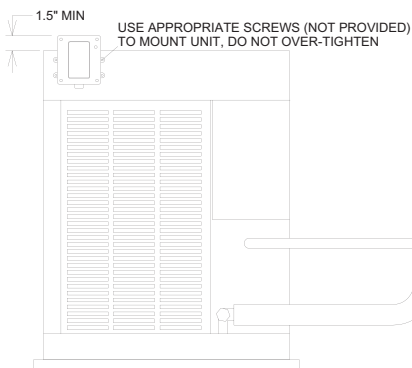 1.5" MIN
USE APPROPRIATE SCREWS (NOT PROVIDED)
TO MOUNT UNIT, DO NOT OVER-TIGHTEN